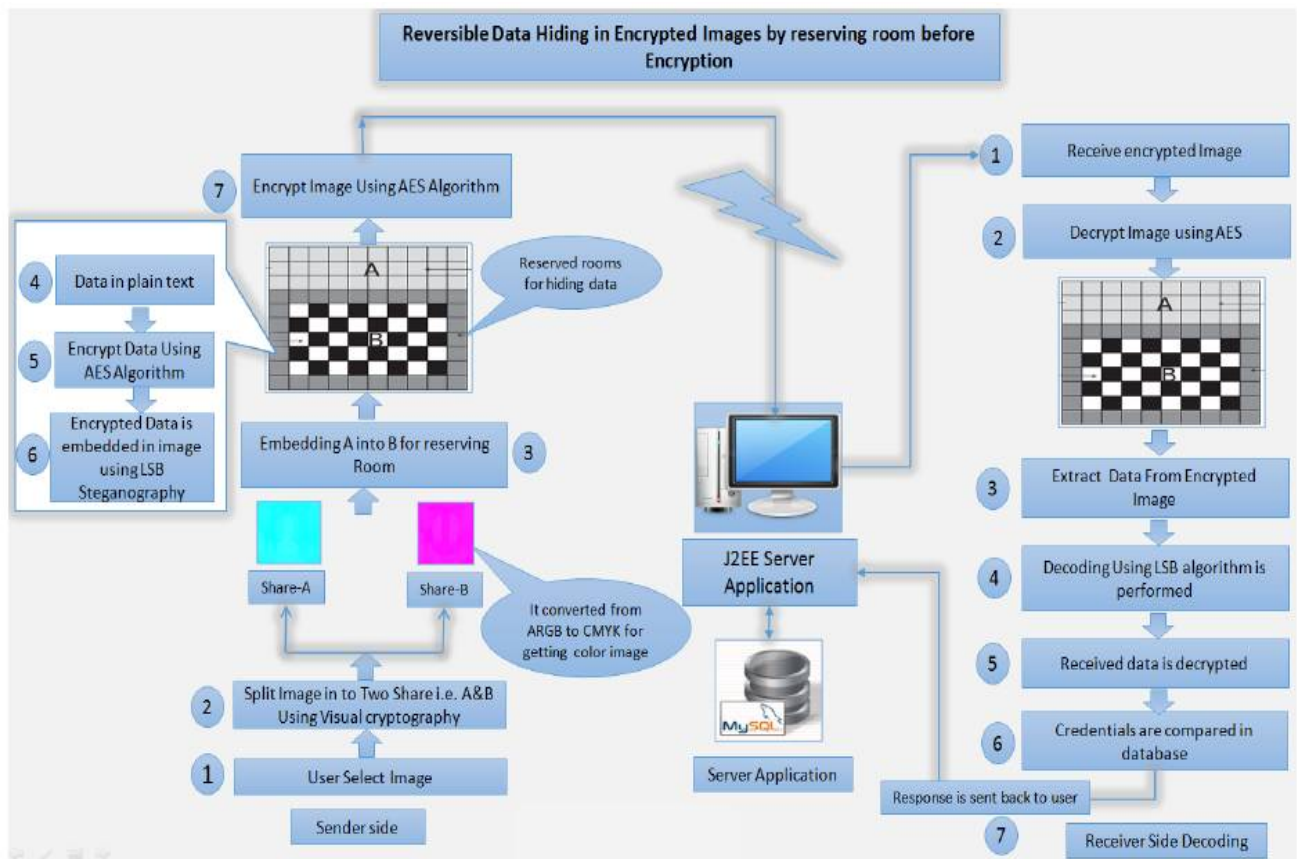 Reversible Data Hiding in Encrypted Images by reserving room before
Encryption
7
Encrypt Image Using AES Algorithm
A
B
Reserved rooms
for hiding data
4
Data in plain text
5
Encrypt Data Using
AES Algorithm
6
Encrypted Data is
embedded in image
using LSB
Steganography
Embedding A into B for reserving
Room
3
Share-A
Share-B
It converted from
ARGB to CMYK for
getting color image
2
Split Image in to Two Share i.e. A&B
Using Visual cryptography
1
User Select Image
Sender side
J2EE Server
Application
MySQL
Server Application
1
Receive encrypted Image
2
Decrypt Image using AES
A
B
3
Extract Data From Encrypted
Image
4
Decoding Using LSB algorithm is
performed
5
Received data is decrypted
6
Credentials are compared in
database
Response is sent back to user
7
Receiver Side Decoding